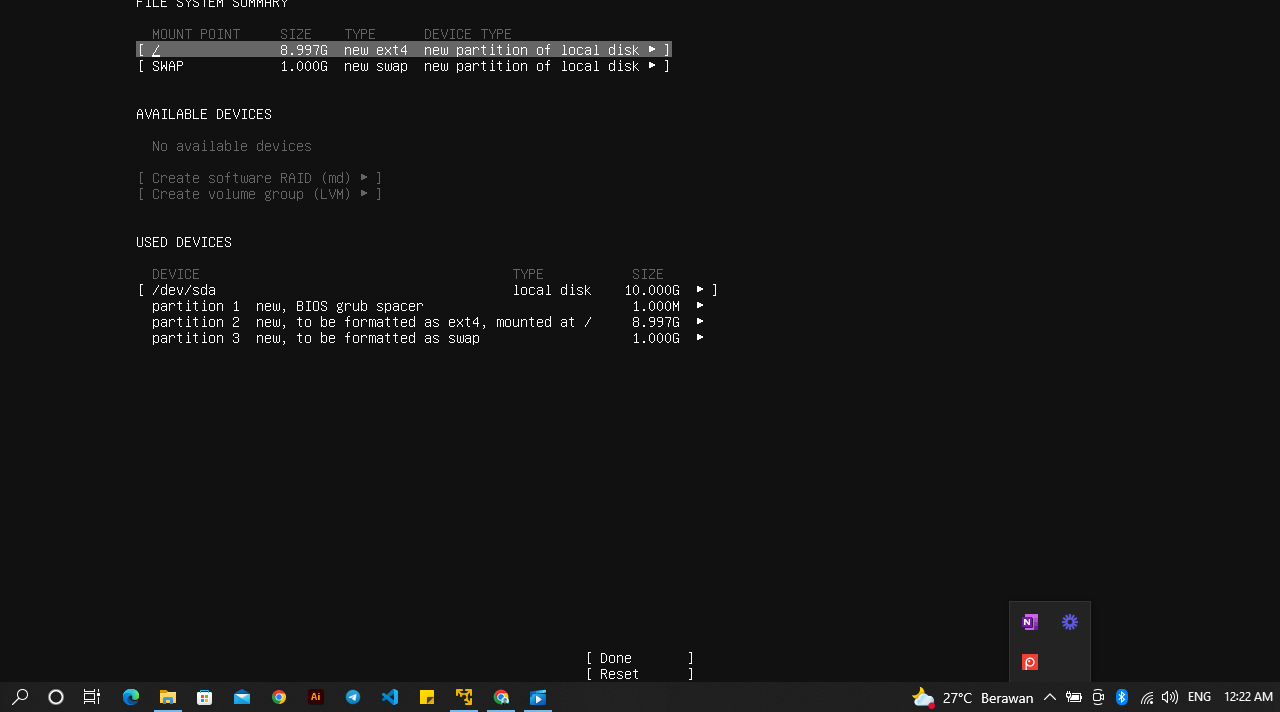 FILE SYSTEM SUMMARY
MOUNT POINT SIZE TYPE DEVICE TYPE
[ / 8.997G new ext4 new partition of local disk ▸ ]
[ SWAP 1.000G new swap new partition of local disk ▸ ]
AVAILABLE DEVICES
No available devices
[ Create software RAID (md) ▸ ]
[ Create volume group (LVM) ▸ ]
USED DEVICES
DEVICE TYPE SIZE
[ /dev/sda local disk 10.000G ▸ ]
partition 1 new, BIOS grub spacer 1.000M ▸
partition 2 new, to be formatted as ext4, mounted at / 8.997G ▸
partition 3 new, to be formatted as swap 1.000G ▸
[ Done ]
[ Reset ]
N
Ai
27°C Berawan ENG 12:22 AM